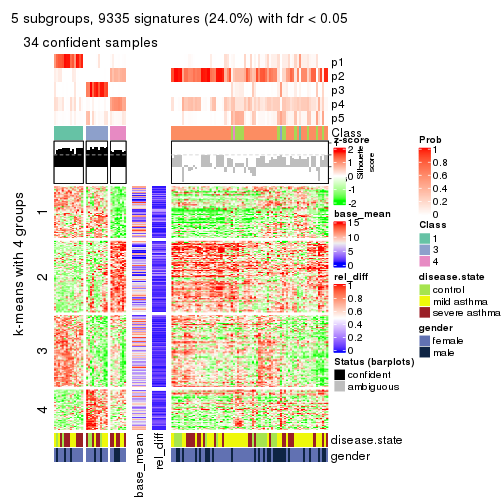 5 subgroups, 9335 signatures (24.0%) with fdr < 0.05
34 confident samples
p1
p2
p3
p4
p5
Class
z-score
2
1
0
-1
-2
Silhouette
score
base_mean
15
10
5
0
rel_diff
1
0.8
0.6
0.4
0.2
0
Status (barplots)
confident
ambiguous
Prob
1
0.8
0.6
0.4
0.2
0
Class
1
3
4
disease.state
control
mild asthma
severe asthma
gender
female
male
k-means with 4 groups
1
2
3
4
disease.state
gender
base_mean
rel_diff